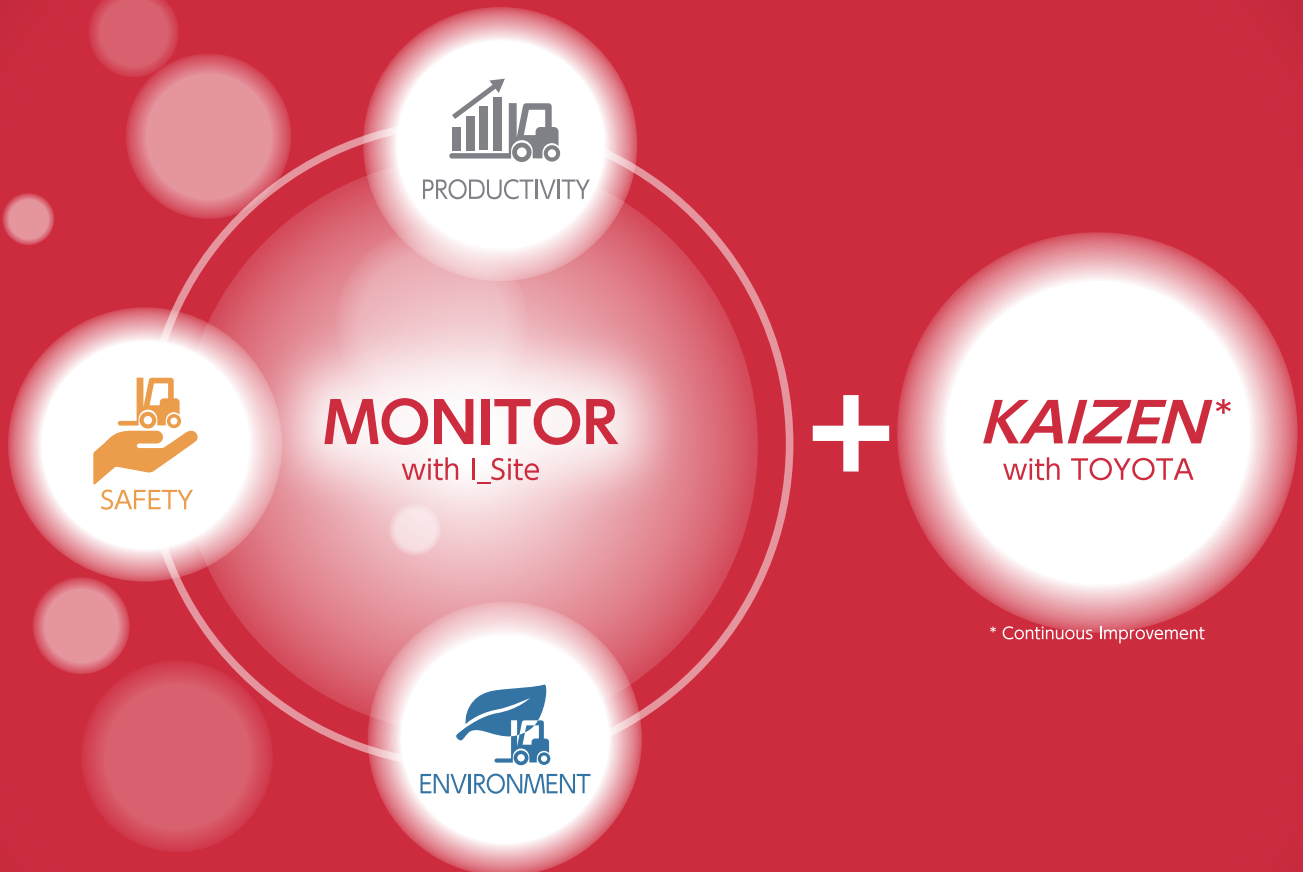 PRODUCTIVITY
SAFETY
MONITOR
with I_Site
ENVIRONMENT
+
KAIZEN*
with TOYOTA
* Continuous Improvement